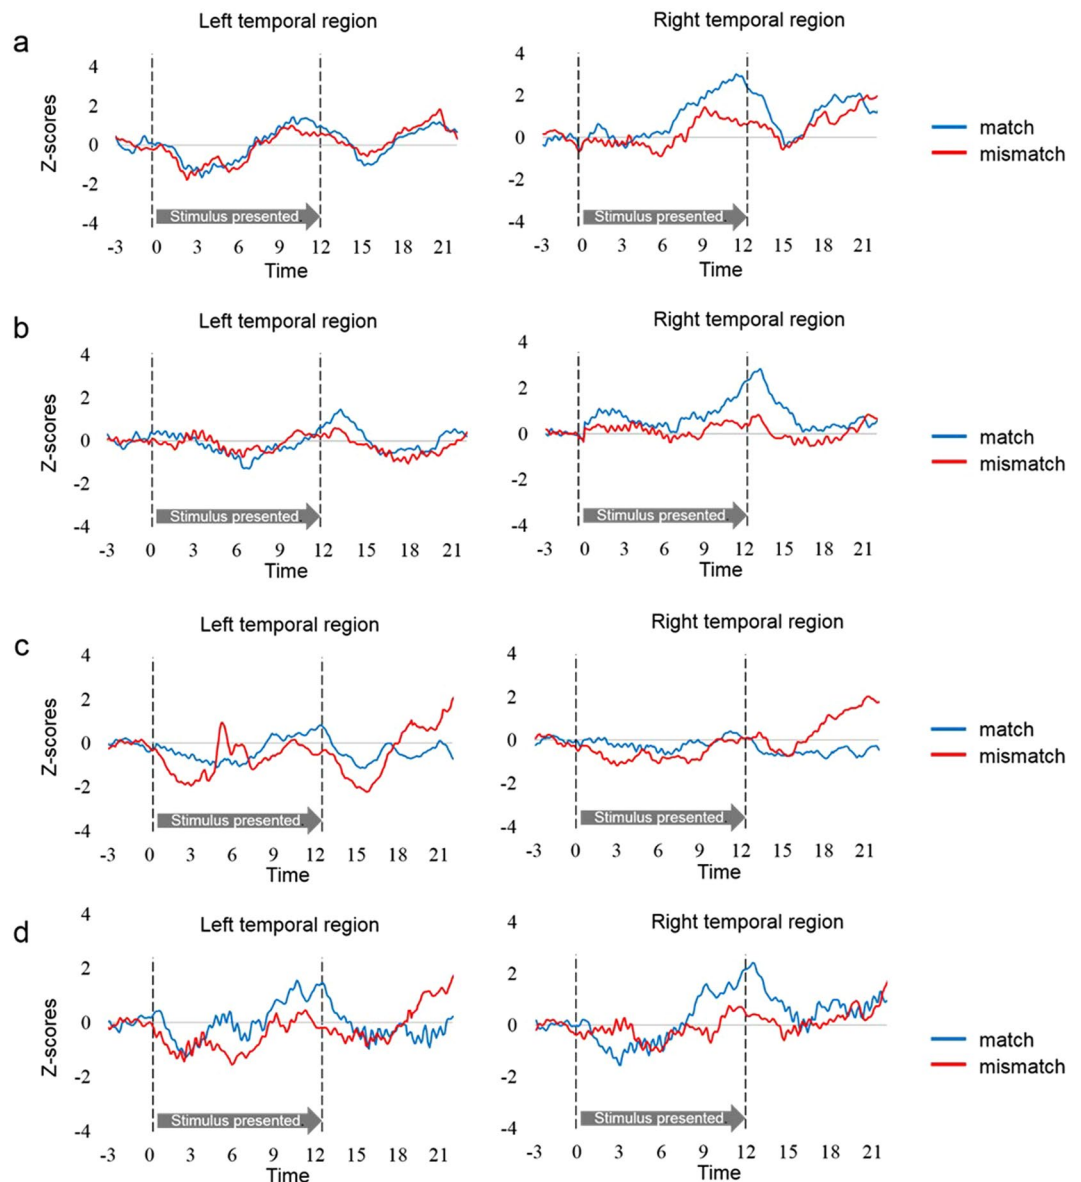 a
Left temporal region
Z-scores
4
2
0
-2
-4
Stimulus presented.
-3 0 3 6 9 12 15 18 21
Time
Right temporal region
4
2
0
-2
-4
Stimulus presented.
-3 0 3 6 9 12 15 18 21
Time
match
mismatch
b
Left temporal region
Z-scores
4
2
0
-2
-4
Stimulus presented.
-3 0 3 6 9 12 15 18 21
Time
Right temporal region
4
2
0
-2
-4
Stimulus presented.
-3 0 3 6 9 12 15 18 21
Time
match
mismatch
c
Left temporal region
Z-scores
4
2
0
-2
-4
Stimulus presented.
-3 0 3 6 9 12 15 18 21
Time
Right temporal region
4
2
0
-2
-4
Stimulus presented.
-3 0 3 6 9 12 15 18 21
Time
match
mismatch
d
Left temporal region
Z-scores
4
2
0
-2
-4
Stimulus presented.
-3 0 3 6 9 12 15 18 21
Time
Right temporal region
4
2
0
-2
-4
Stimulus presented.
-3 0 3 6 9 12 15 18 21
Time
match
mismatch